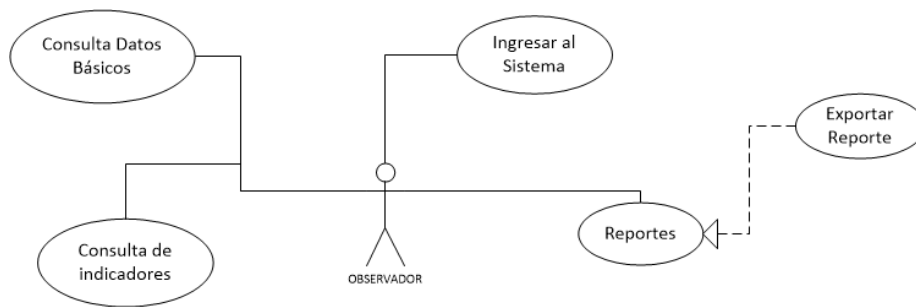 Consulta Datos
Básicos
Ingresar al
Sistema
Exportar
Reporte
Consulta de
indicadores
Reportes
OBSERVADOR